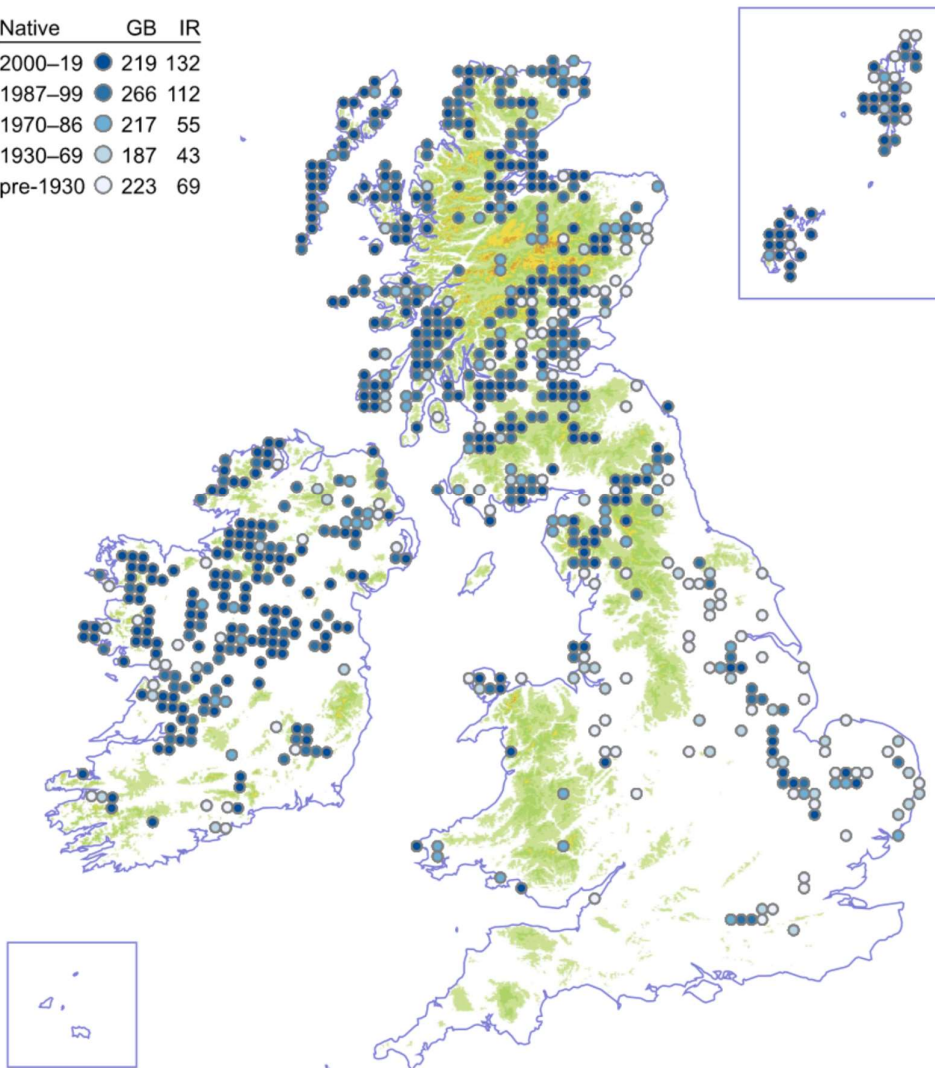 Native GB IR
2000–19 219 132
1987–99 266 112
1970–86 217 55
1930–69 187 43
pre-1930 223 69